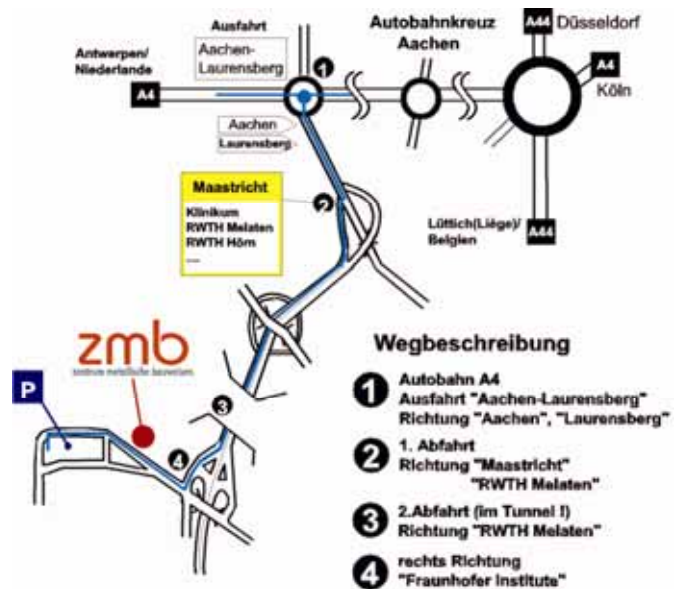 Ausfahrt
Aachen-
Laurensberg
Antwerpen/
Niederlande
A4
1
Autobahnkreuz
Aachen
A44
Düsseldorf
A4
Köln
Aachen
Laurensberg
Maastricht
Klinikum
RWTH Melaten
RWTH Hörn
---
2
Lüttich(Liège)/
Belgien
A44
zmb
zentrum metallische bauweisen
P
3
4
Wegbeschreibung
1 Autobahn A4
Ausfahrt "Aachen-Laurensberg"
Richtung "Aachen", "Laurensberg"
2 1. Abfahrt
Richtung "Maastricht"
"RWTH Melaten"
3 2.Abfahrt (im Tunnel !)
Richtung "RWTH Melaten"
4 rechts Richtung
"Fraunhofer Institute"